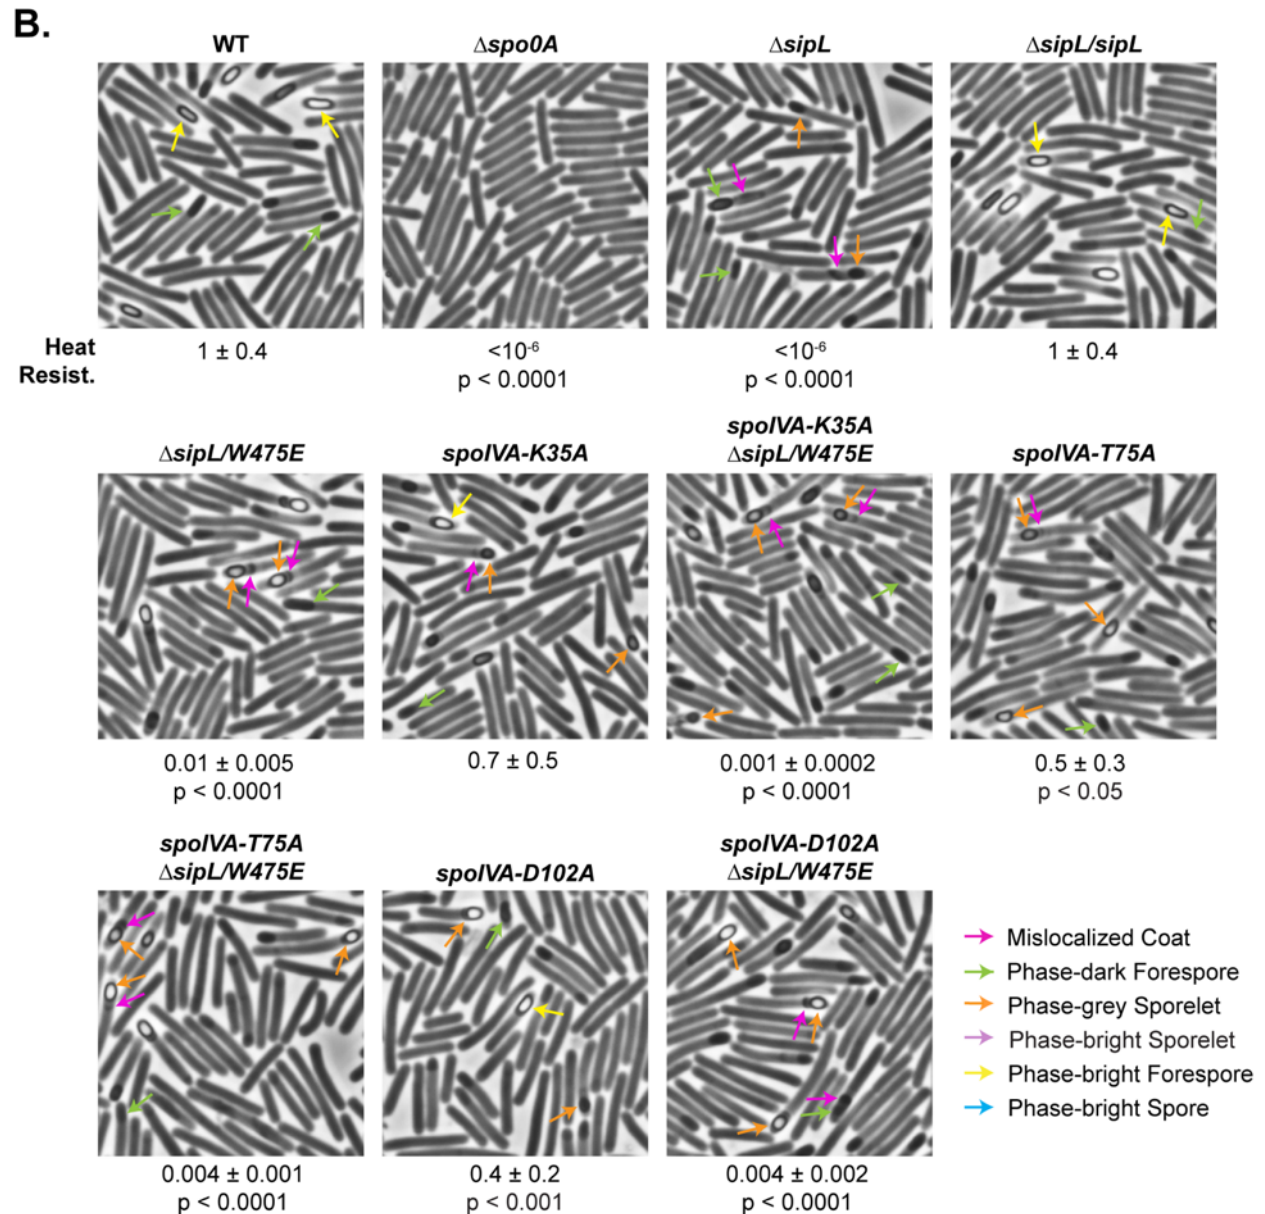 B.
WT
Δspo0A
ΔsipL
ΔsipL/sipL
Heat
Resist.
1 ± 0.4
<10⁻⁶
p < 0.0001
<10⁻⁶
p < 0.0001
1 ± 0.4
ΔsipL/W475E
spoIVA-K35A
spoIVA-K35A
ΔsipL/W475E
spoIVA-T75A
0.01 ± 0.005
p < 0.0001
0.7 ± 0.5
0.001 ± 0.0002
p < 0.0001
0.5 ± 0.3
p < 0.05
spoIVA-T75A
ΔsipL/W475E
spoIVA-D102A
spoIVA-D102A
ΔsipL/W475E
0.004 ± 0.001
p < 0.0001
0.4 ± 0.2
p < 0.001
0.004 ± 0.002
p < 0.0001
Mislocalized Coat
Phase-dark Forespore
Phase-grey Sporelet
Phase-bright Sporelet
Phase-bright Forespore
Phase-bright Spore